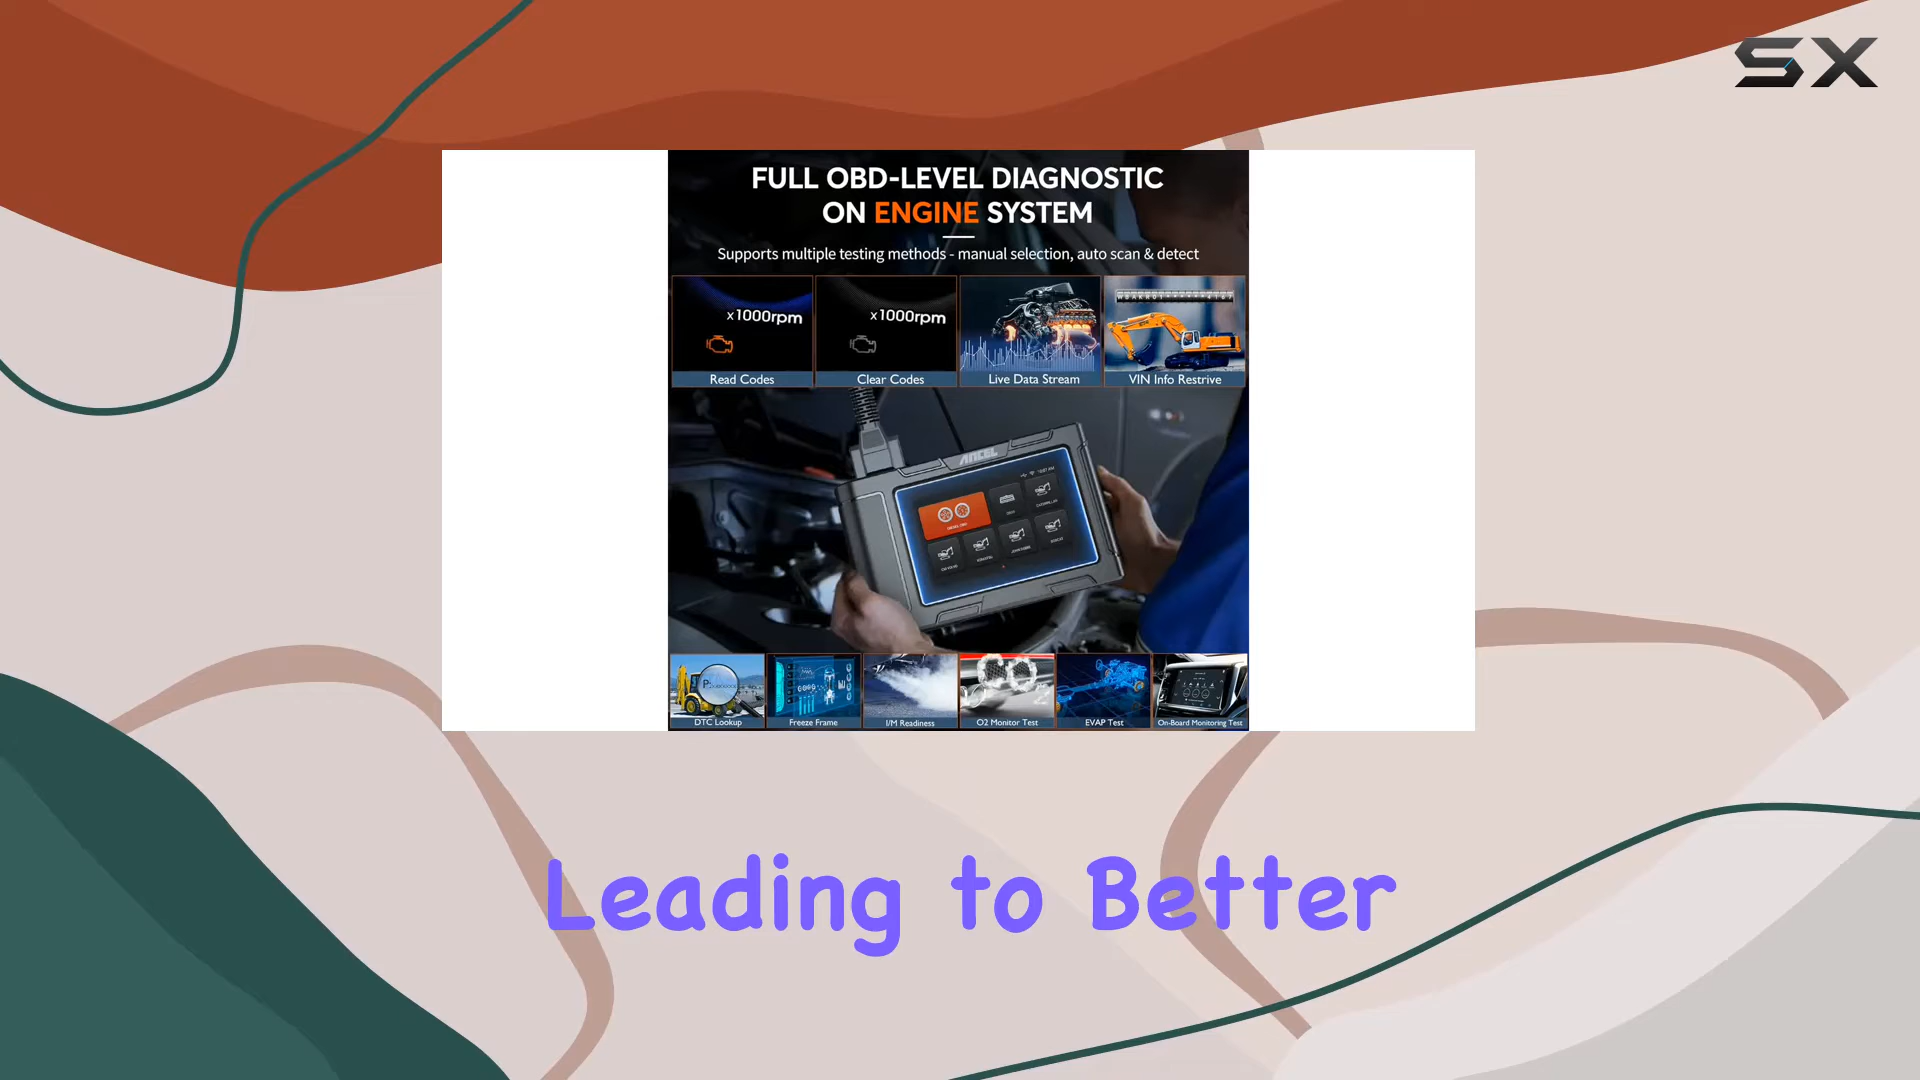 SX
FULL OBD-LEVEL DIAGNOSTIC
ON ENGINE SYSTEM
Supports multiple testing methods - manual selection, auto scan & detect
x1000rpm
x1000rpm
Read Codes
Clear Codes
Live Data Stream
VIN Info Restrive
ANCEL
DTC Lookup
Freeze Frame
I/M Readiness
O2 Monitor Test
EVAP Test
On-Board Monitoring Test
Leading to Better